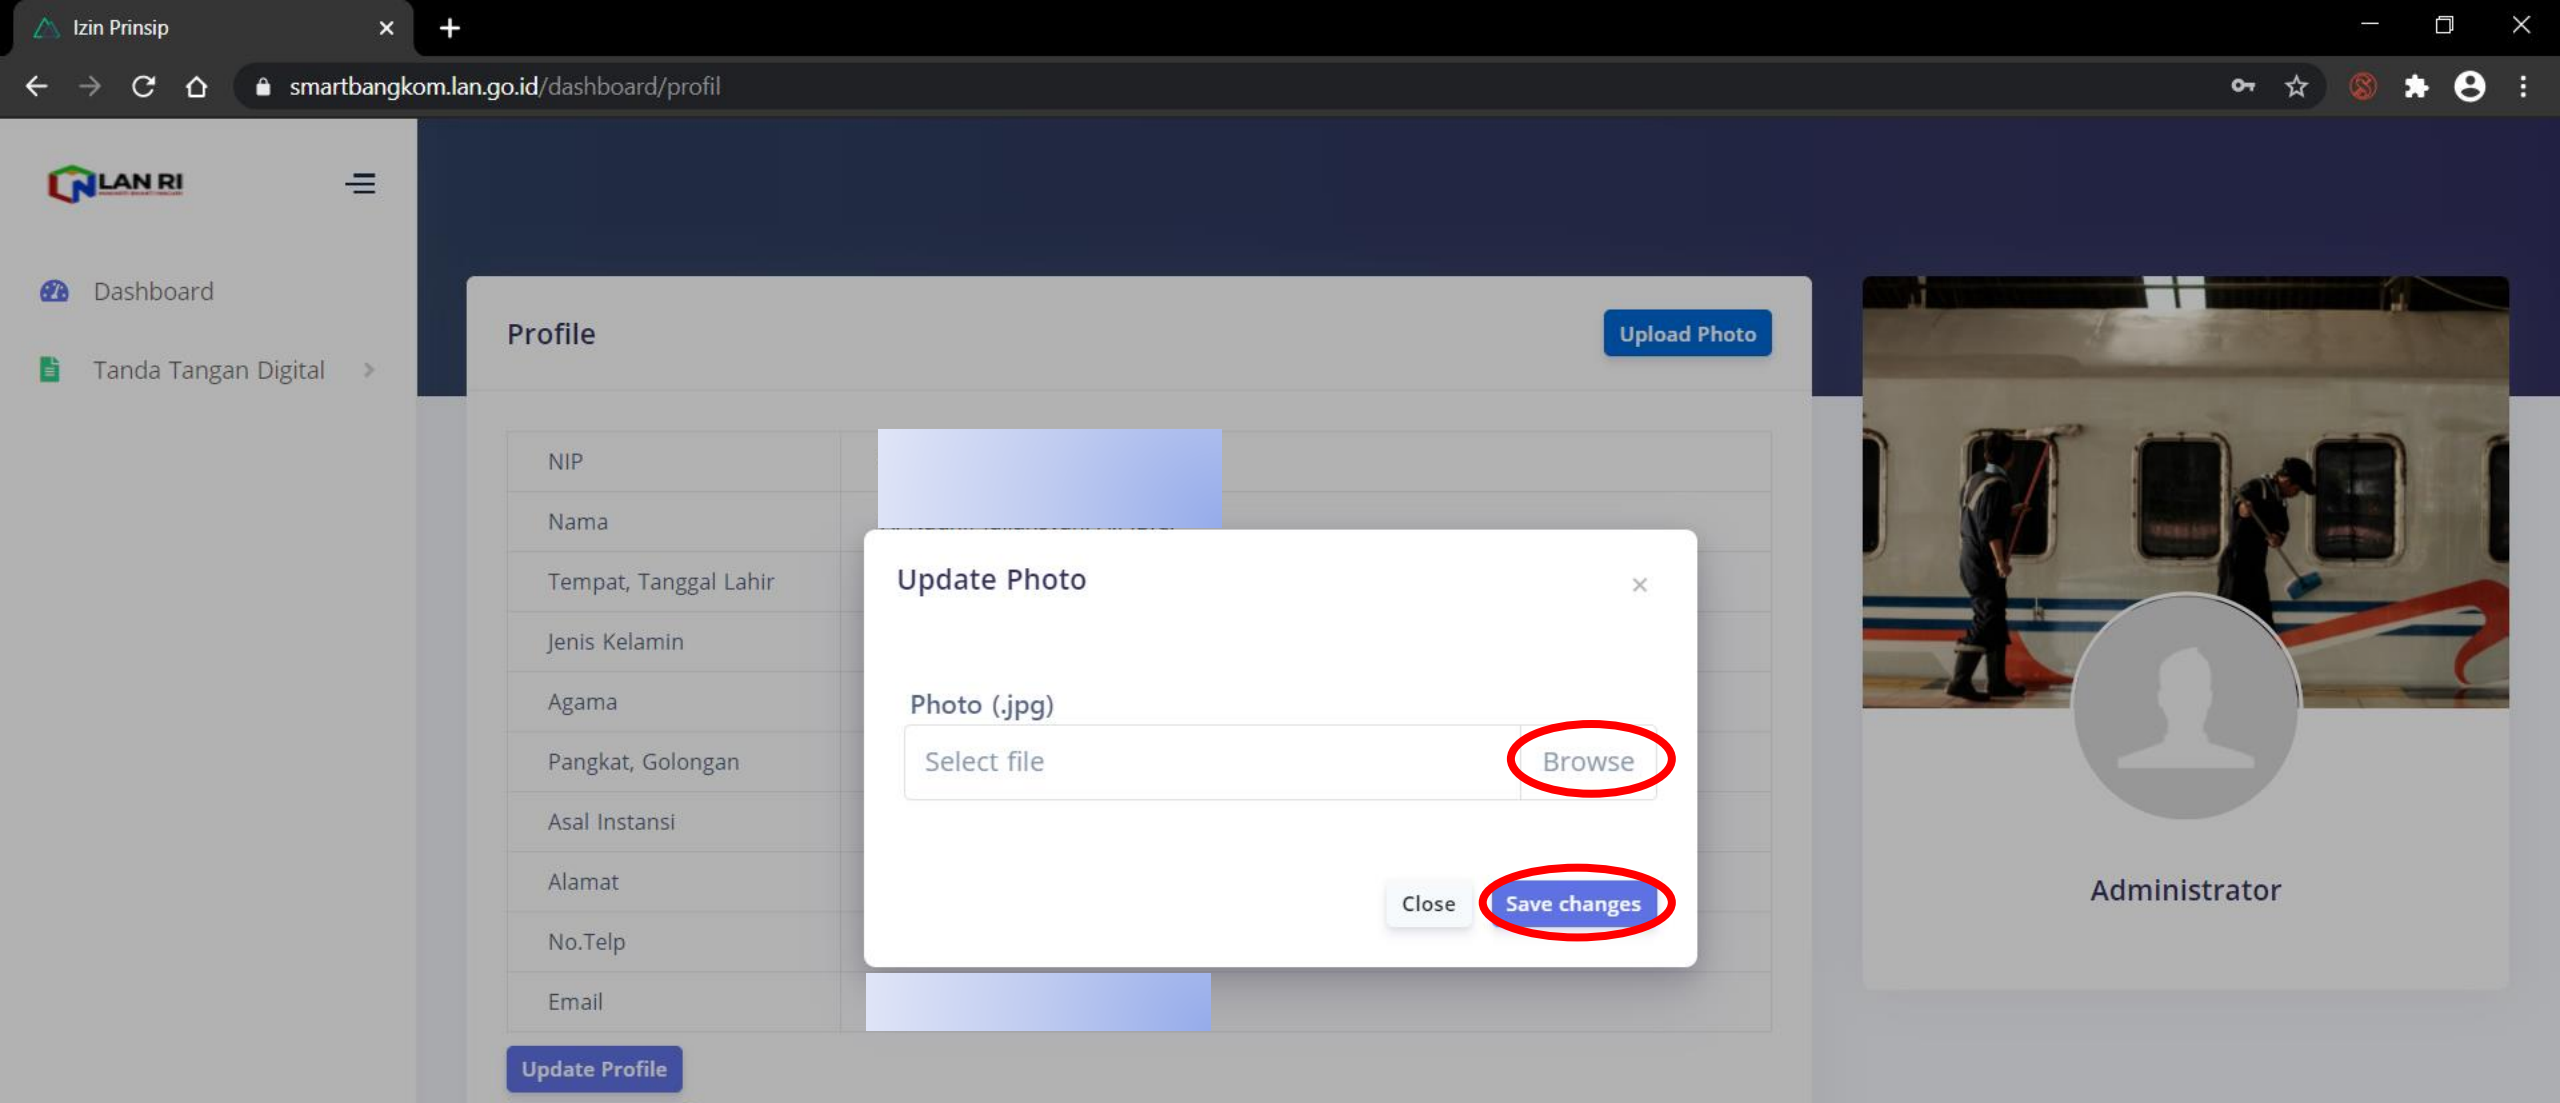 Izin Prinsip
smartbangkom.lan.go.id/dashboard/profil
LAN RI
Dashboard
Tanda Tangan Digital
Profile
Upload Photo
NIP
Nama
Tempat, Tanggal Lahir
Jenis Kelamin
Agama
Pangkat, Golongan
Asal Instansi
Alamat
No.Telp
Email
Update Profile
Update Photo
×
Photo (.jpg)
Select file
Browse
Close
Save changes
Administrator